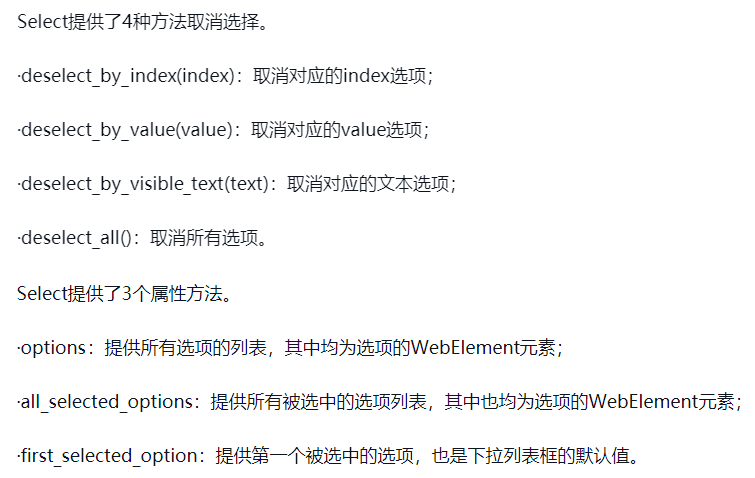 Select提供了4种方法取消选择。
·deselect_by_index(index)：取消对应的index选项；
·deselect_by_value(value)：取消对应的value选项；
·deselect_by_visible_text(text)：取消对应的文本选项；
·deselect_all()：取消所有选项。
Select提供了3个属性方法。
·options：提供所有选项的列表，其中均为选项的WebElement元素；
·all_selected_options：提供所有被选中的选项列表，其中也均为选项的WebElement元素；
·first_selected_option：提供第一个被选中的选项，也是下拉列表框的默认值。